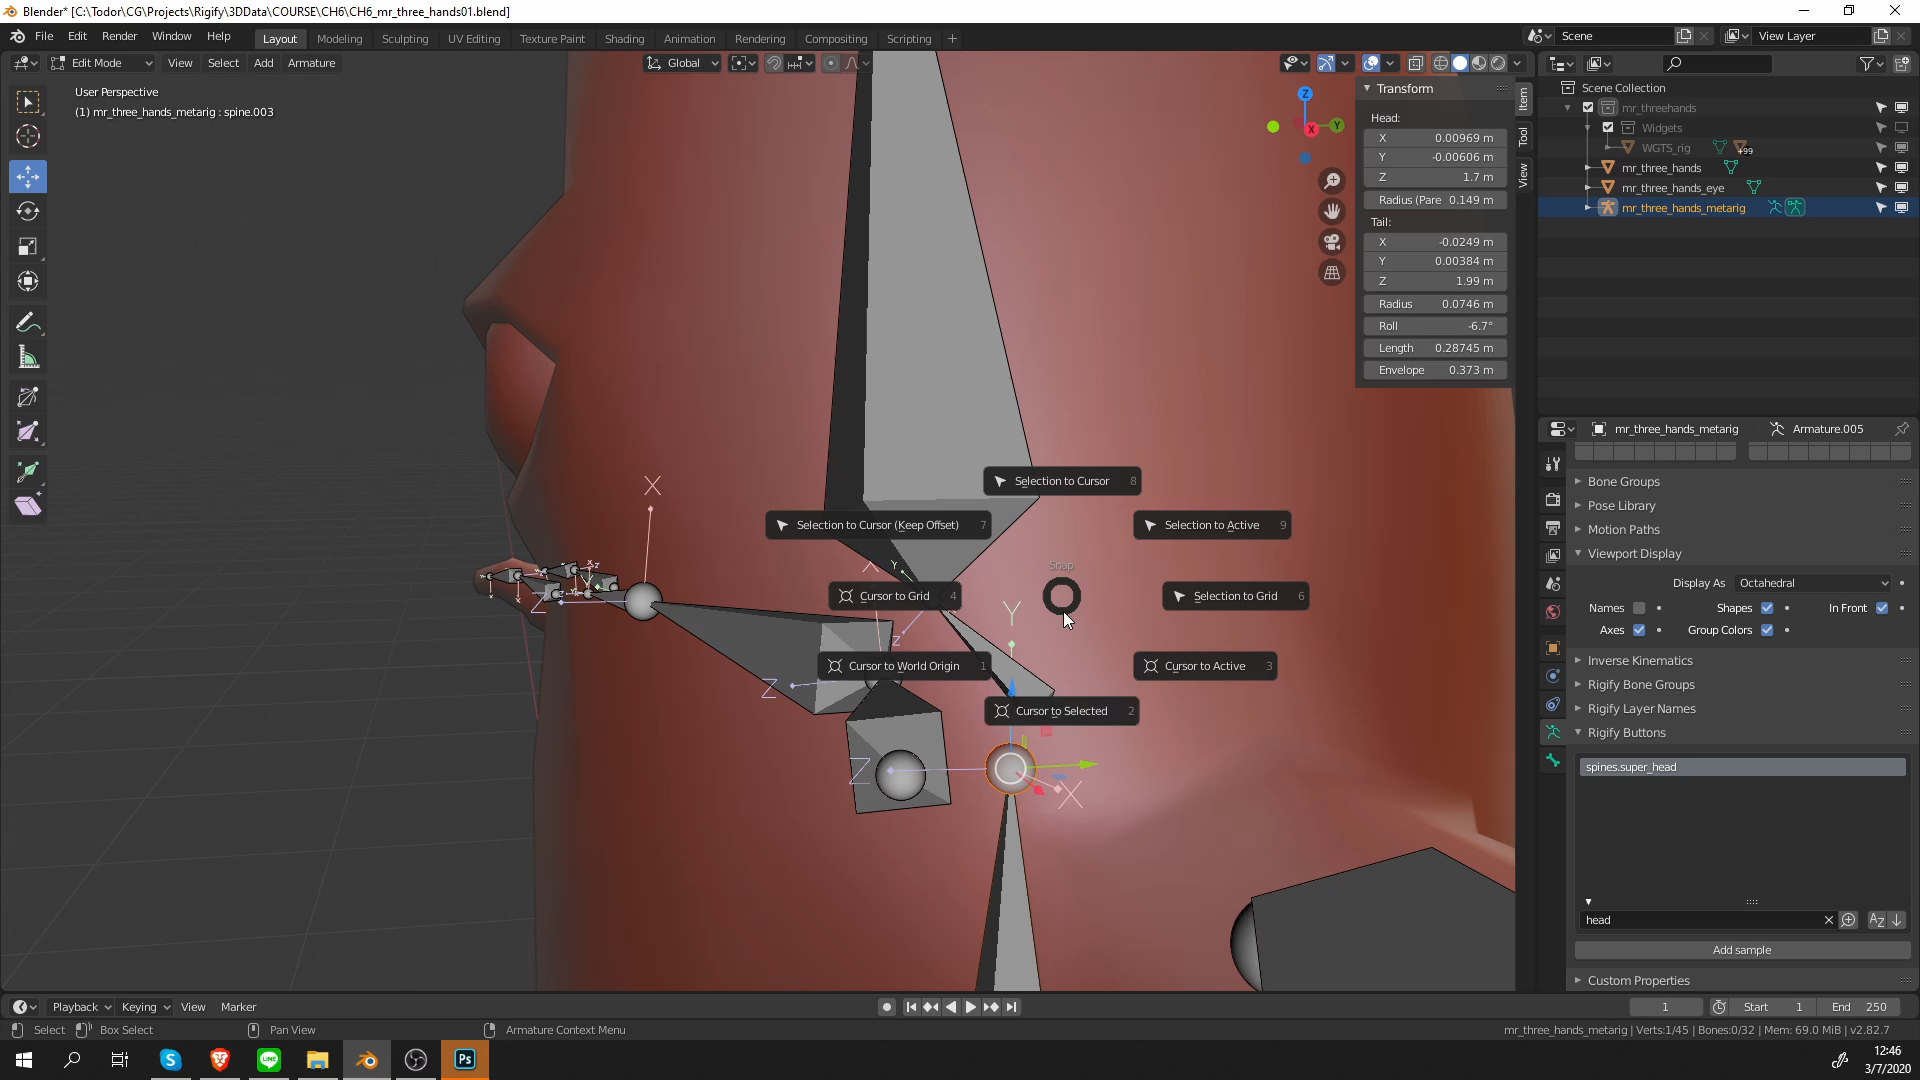 Blender* [C:\Todor\CG\Projects\Rigify\3DData\COURSE\CH6\CH6_mr_three_hands01.blend]
File Edit Render Window Help
Layout Modeling Sculpting UV Editing Texture Paint Shading Animation Rendering Compositing Scripting
Scene
View Layer
Edit Mode View Select Add Armature
Global
User Perspective
(1) mr_three_hands_metarig : spine.003
Z
Y
X
Transform
Head:
X 0.00969 m
Y -0.00606 m
Z 1.7 m
Radius (Pare 0.149 m
Tail:
X -0.0249 m
Y 0.00384 m
Z 1.99 m
Radius 0.0746 m
Roll -6.7°
Length 0.28745 m
Envelope 0.373 m
Item
Tool
View
Scene Collection
mr_threehands
Widgets
WGTS_rig +99
mr_three_hands
mr_three_hands_eye
mr_three_hands_metarig
mr_three_hands_metarig Armature.005
Bone Groups
Pose Library
Motion Paths
Viewport Display
Display As Octahedral
Names Shapes In Front
Axes Group Colors
Inverse Kinematics
Rigify Bone Groups
Rigify Layer Names
Rigify Buttons
spines.super_head
head
Add sample
Custom Properties
Selection to Cursor 8
Selection to Cursor (Keep Offset) 7
Selection to Active 9
Snap
Cursor to Grid 4
Selection to Grid 6
Cursor to World Origin 1
Cursor to Active 3
Cursor to Selected 2
X
X
Y
Z
Z
Y
Z
Z
X
Playback Keying View Marker
1
Start 1
End 250
Select Box Select Pan View Armature Context Menu
mr_three_hands_metarig | Verts:1/45 | Bones:0/32 | Mem: 69.0 MiB | v2.82.7
12:46
3/7/2020